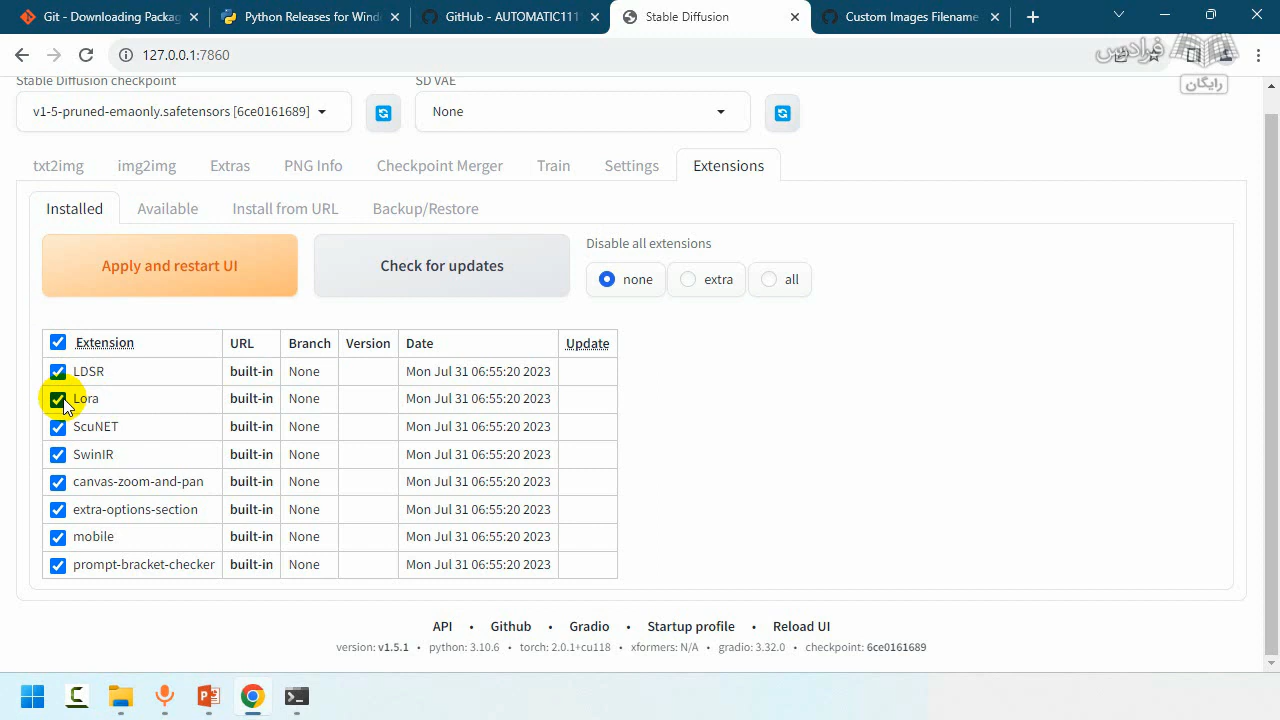 Git - Downloading Packag
Python Releases for Wind
GitHub - AUTOMATIC111
Stable Diffusion
Custom Images Filename
127.0.0.1:7860
فرادرس
رایگان
Stable Diffusion checkpoint
SD VAE
v1-5-pruned-emaonly.safetensors [6ce0161689]
None
txt2img
img2img
Extras
PNG Info
Checkpoint Merger
Train
Settings
Extensions
Installed
Available
Install from URL
Backup/Restore
Apply and restart UI
Check for updates
Disable all extensions
none
extra
all
Extension URL Branch Version Date Update
LDSR built-in None Mon Jul 31 06:55:20 2023
Lora built-in None Mon Jul 31 06:55:20 2023
ScuNET built-in None Mon Jul 31 06:55:20 2023
SwinIR built-in None Mon Jul 31 06:55:20 2023
canvas-zoom-and-pan built-in None Mon Jul 31 06:55:20 2023
extra-options-section built-in None Mon Jul 31 06:55:20 2023
mobile built-in None Mon Jul 31 06:55:20 2023
prompt-bracket-checker built-in None Mon Jul 31 06:55:20 2023
API • Github • Gradio • Startup profile • Reload UI
version: v1.5.1 • python: 3.10.6 • torch: 2.0.1+cu118 • xformers: N/A • gradio: 3.32.0 • checkpoint: 6ce0161689